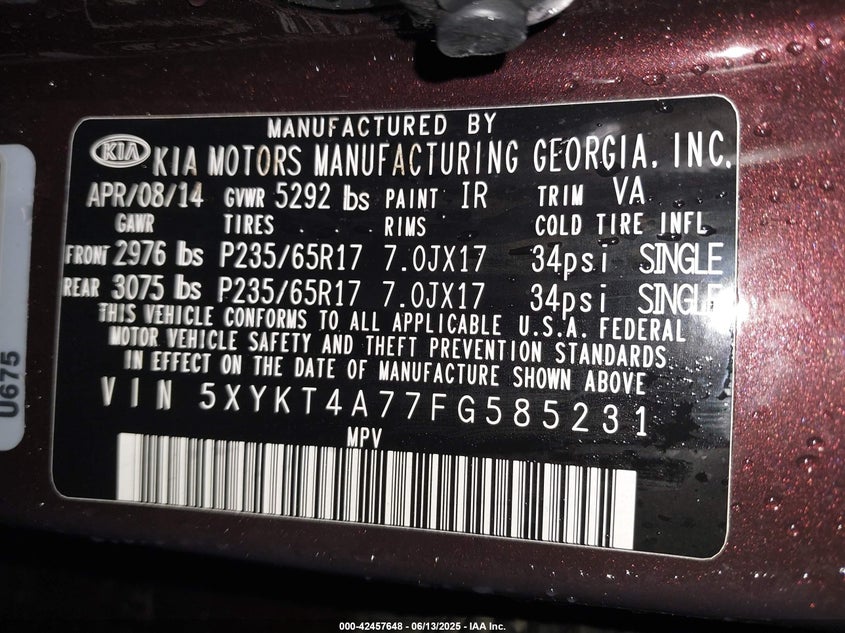 MANUFACTURED BY
KIA KIA MOTORS MANUFACTURING GEORGIA, INC.
APR/08/14 GVWR 5292 lbs PAINT IR TRIM VA
GAWR TIRES RIMS COLD TIRE INFL
FRONT 2976 lbs P235/65R17 7.0JX17 34psi SINGLE
REAR 3075 lbs P235/65R17 7.0JX17 34psi SINGLE
THIS VEHICLE CONFORMS TO ALL APPLICABLE U.S.A. FEDERAL
MOTOR VEHICLE SAFETY AND THEFT PREVENTION STANDARDS
IN EFFECT ON THE DATE OF MANUFACTURE SHOWN ABOVE
VIN 5XYKT4A77FG585231
MPV
U675
000-42457648 - 06/13/2025 - IAA Inc.